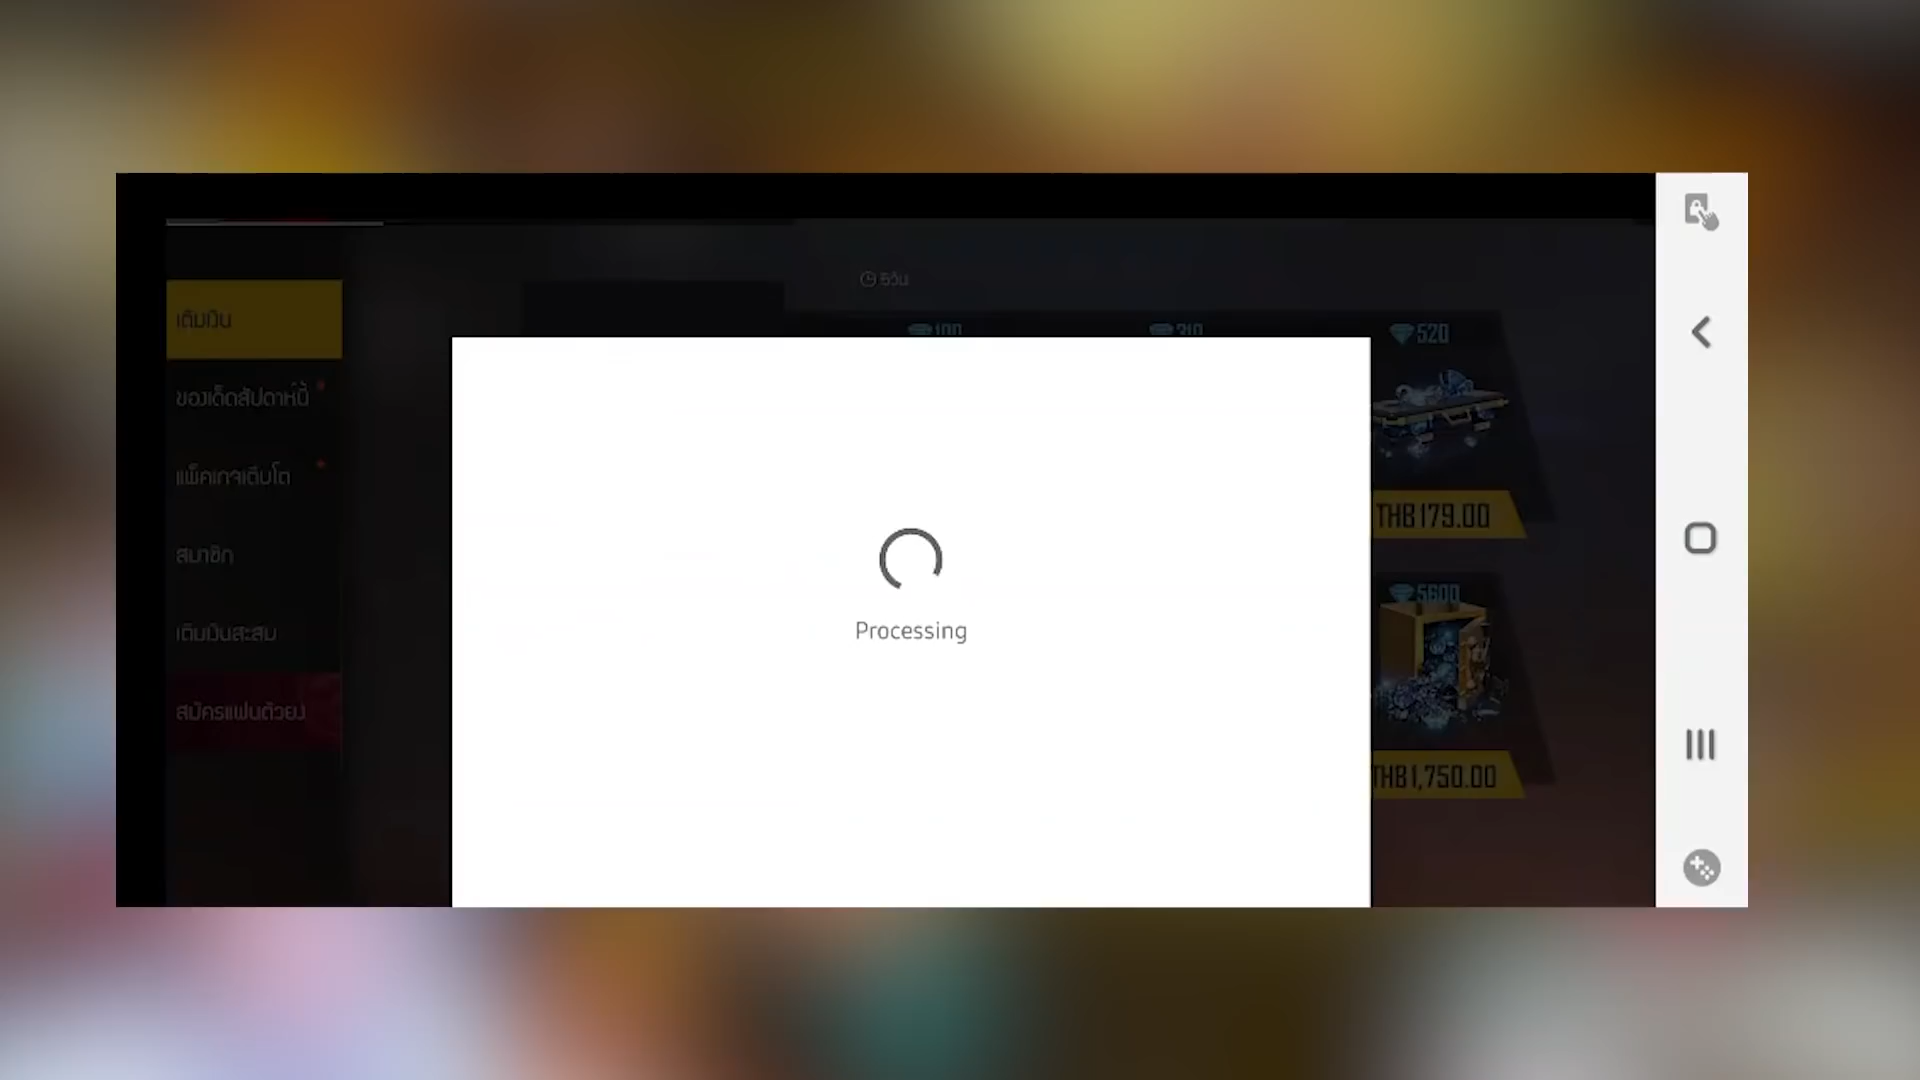 5วัน
เติมเงิน
100
310
520
ของเด็ดสัปดาห์นี้
แพ็คเกจเติบโต
THB179.00
สมาชิก
5600
Processing
เติมเงินสะสม
สมัครแฟนตัวยง
THB1,750.00